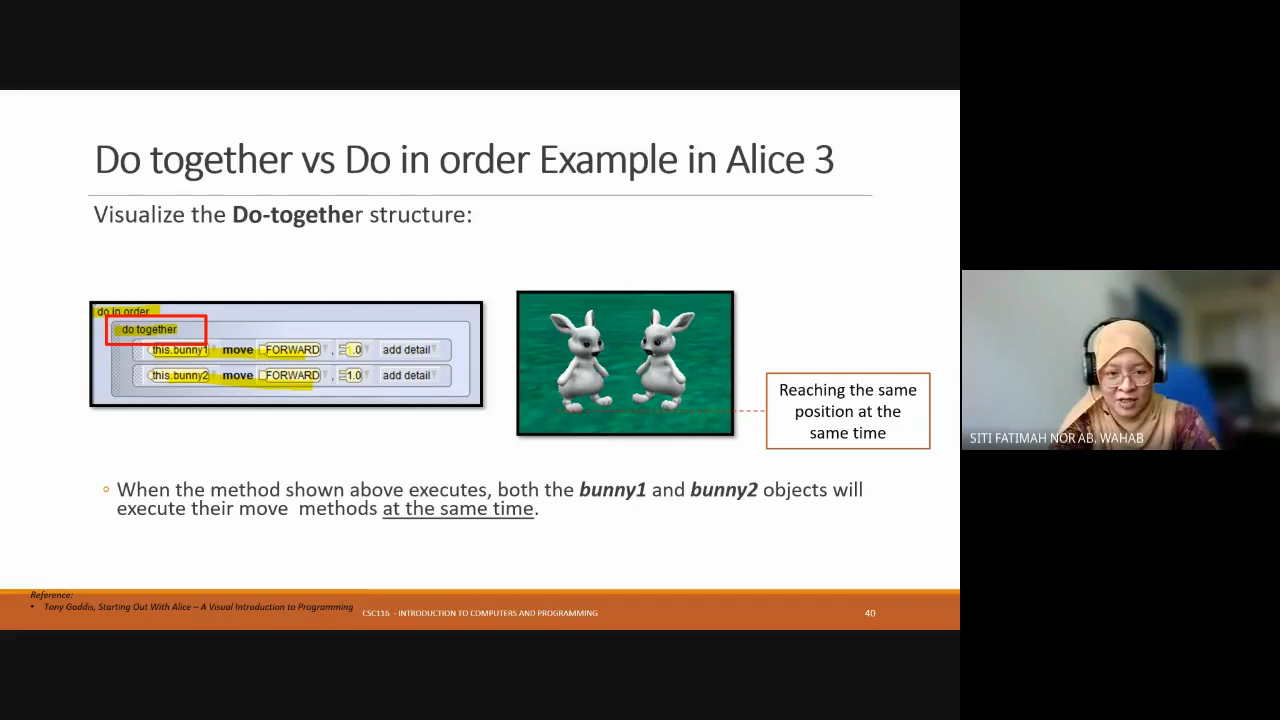 Do together vs Do in order Example in Alice 3
Visualize the Do-together structure:
do in order
do together
this.bunny1 move FORWARD , 1.0 add detail
this.bunny2 move FORWARD , 1.0 add detail
Reaching the same
position at the
same time
SITI FATIMAH NOR AB. WAHAB
◦ When the method shown above executes, both the bunny1 and bunny2 objects will
execute their move methods at the same time.
Reference:
• Tony Gaddis, Starting Out With Alice – A Visual Introduction to Programming
CSC116 - INTRODUCTION TO COMPUTERS AND PROGRAMMING
40